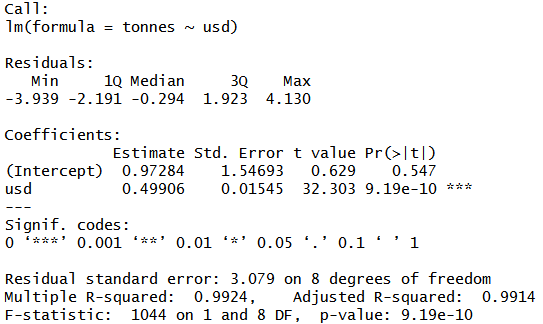 Call:
lm(formula = tonnes ~ usd)

Residuals:
    Min      1Q  Median      3Q     Max
-3.939 -2.191 -0.294  1.923  4.130

Coefficients:
            Estimate Std. Error t value Pr(>|t|)
(Intercept)  0.97284    1.54693   0.629    0.547
usd          0.49906    0.01545  32.303 9.19e-10 ***
---
Signif. codes:
0 ‘***’ 0.001 ‘**’ 0.01 ‘*’ 0.05 ‘.’ 0.1 ‘ ’ 1

Residual standard error: 3.079 on 8 degrees of freedom
Multiple R-squared:  0.9924,    Adjusted R-squared:  0.9914
F-statistic:  1044 on 1 and 8 DF,  p-value: 9.19e-10